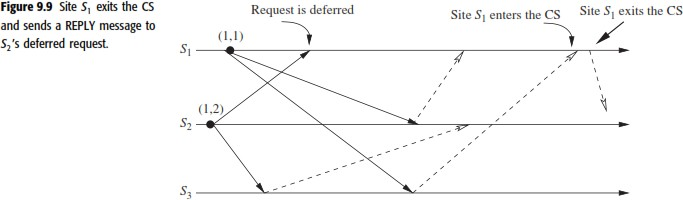 Figure 9.9 Site S₁ exits the CS
and sends a REPLY message to
S₂'s deferred request.
Request is deferred
Site S₁ enters the CS
Site S₁ exits the CS
(1,1)
S₁
(1,2)
S₂
S₃